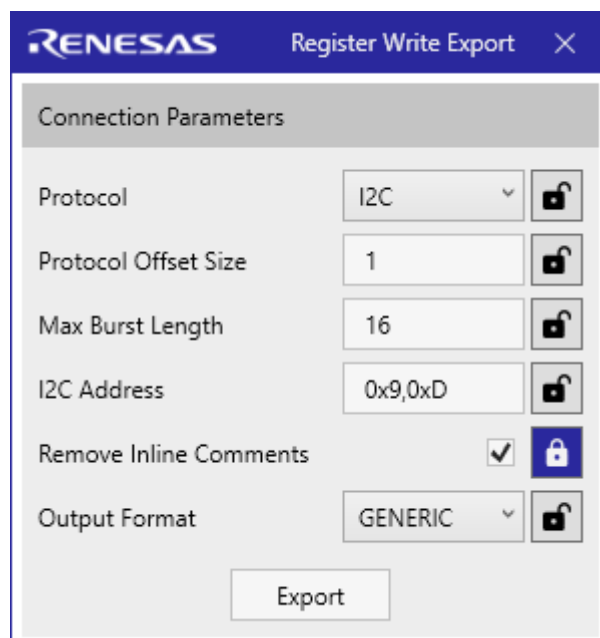 RENESAS Register Write Export
Connection Parameters
Protocol I2C
Protocol Offset Size 1
Max Burst Length 16
I2C Address 0x9,0xD
Remove Inline Comments
Output Format GENERIC
Export